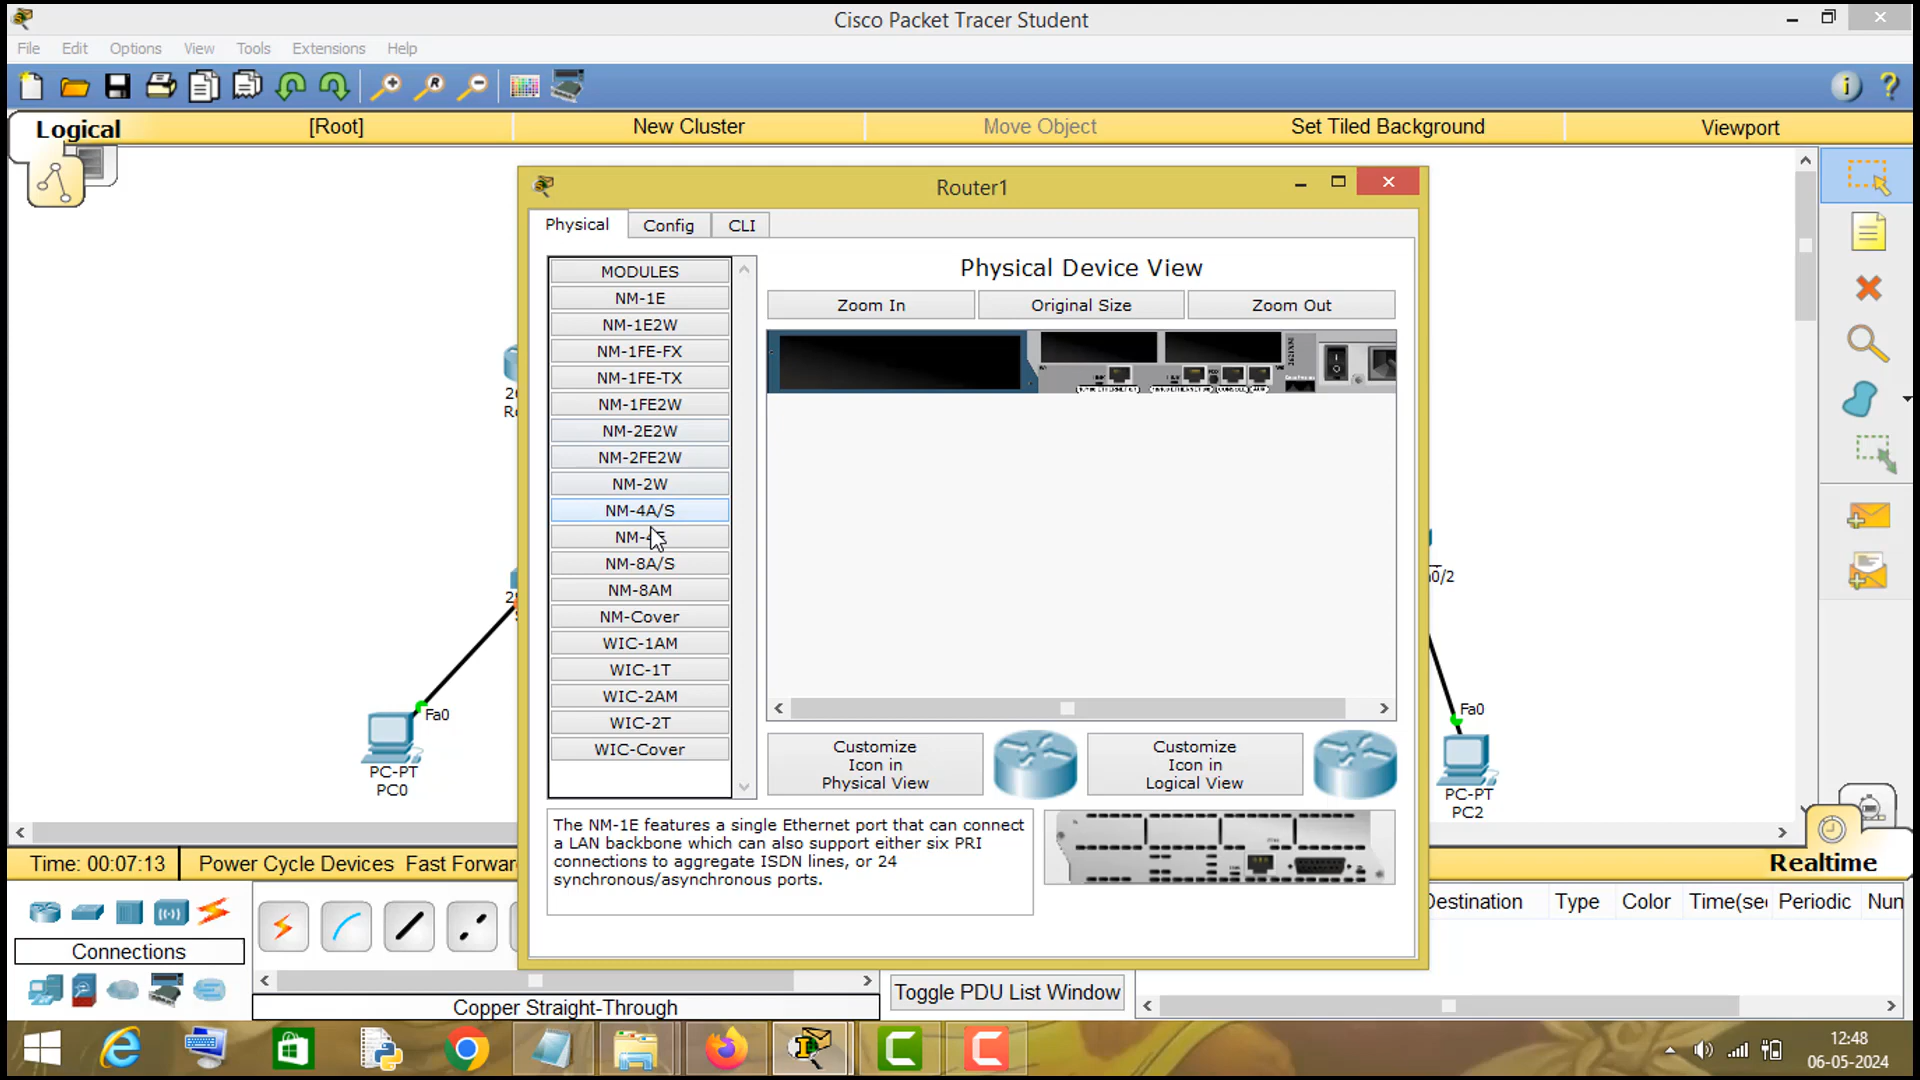 Cisco Packet Tracer Student
File Edit Options View Tools Extensions Help
Logical [Root] New Cluster Move Object Set Tiled Background Viewport
Router1
Physical Config CLI
MODULES
NM-1E
NM-1E2W
NM-1FE-FX
NM-1FE-TX
NM-1FE2W
NM-2E2W
NM-2FE2W
NM-2W
NM-4A/S
NM-8A/S
NM-8AM
NM-Cover
WIC-1AM
WIC-1T
WIC-2AM
WIC-2T
WIC-Cover
Physical Device View
Zoom In Original Size Zoom Out
Customize
Icon in
Physical View
Customize
Icon in
Logical View
The NM-1E features a single Ethernet port that can connect
a LAN backbone which can also support either six PRI
connections to aggregate ISDN lines, or 24
synchronous/asynchronous ports.
Fa0
PC-PT
PC0
Fa0
PC-PT
PC2
Time: 00:07:13 Power Cycle Devices Fast Forwar
Realtime
Connections
Copper Straight-Through
Toggle PDU List Window
Destination Type Color Time(sec Periodic Num
12:48
06-05-2024